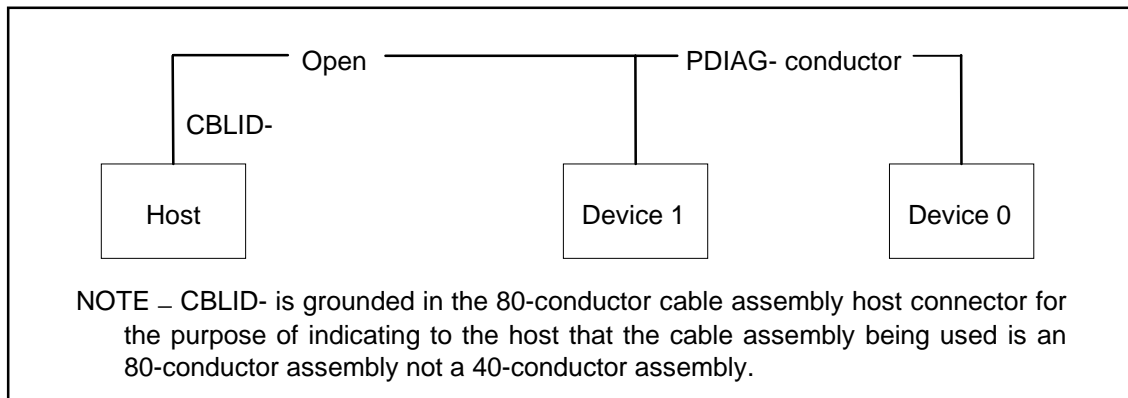 Open PDIAG- conductor
CBLID-
Host Device 1 Device 0
NOTE – CBLID- is grounded in the 80-conductor cable assembly host connector for
the purpose of indicating to the host that the cable assembly being used is an
80-conductor assembly not a 40-conductor assembly.